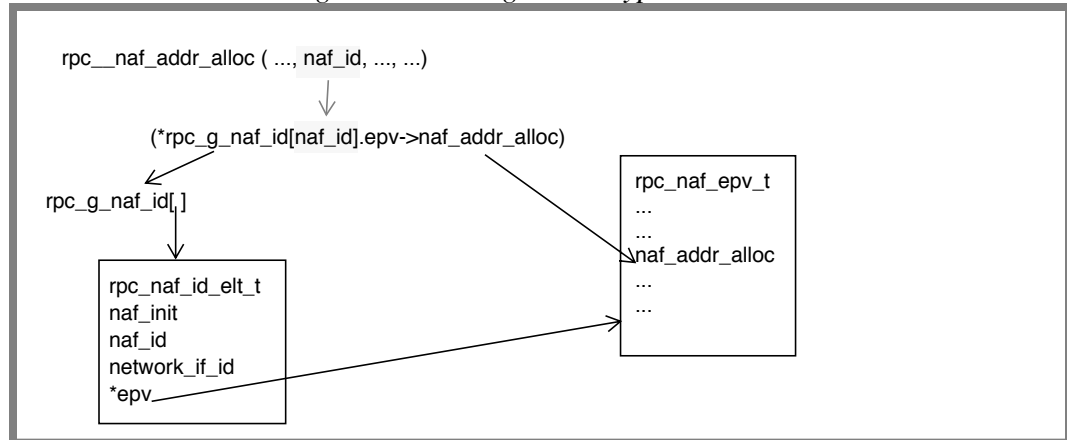 rpc__naf_addr_alloc ( ..., naf_id, ..., ...)
(*rpc_g_naf_id[naf_id].epv->naf_addr_alloc)
rpc_g_naf_id[ ]
rpc_naf_epv_t
...
...
naf_addr_alloc
...
...
rpc_naf_id_elt_t
naf_init
naf_id
network_if_id
*epv